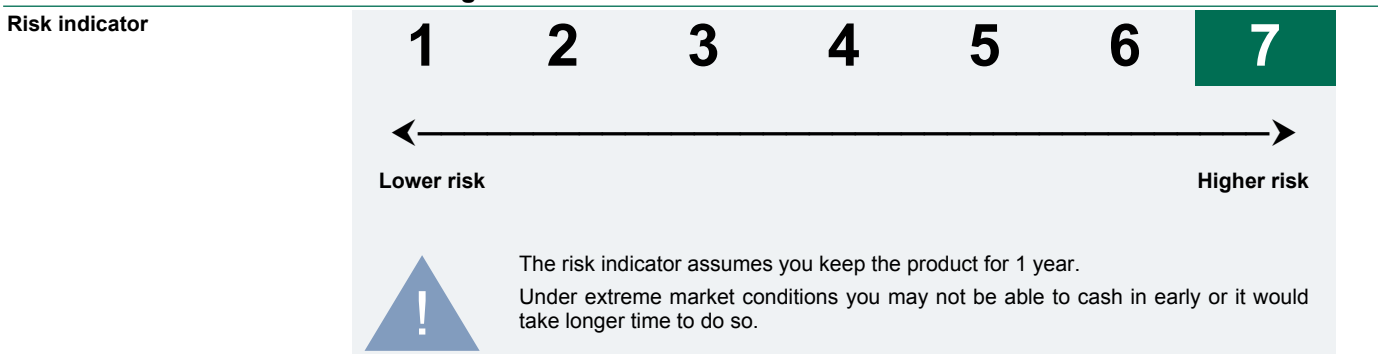 Risk indicator
1 2 3 4 5 6 7
Lower risk Higher risk
!
The risk indicator assumes you keep the product for 1 year.
Under extreme market conditions you may not be able to cash in early or it would
take longer time to do so.